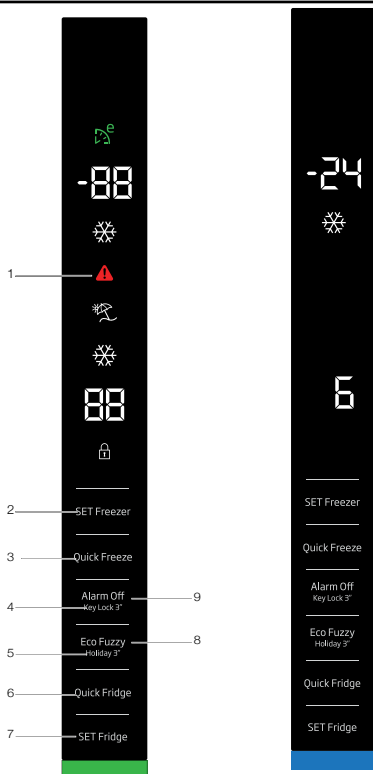 e
-88
1
88
2
SET Freezer
3
Quick Freeze
Alarm Off
9
4
Key Lock 3"
Eco Fuzzy
8
5
Holiday 3"
6
Quick Fridge
7
SET Fridge
-24
6
SET Freezer
Quick Freeze
Alarm Off
Key Lock 3"
Eco Fuzzy
Holiday 3"
Quick Fridge
SET Fridge